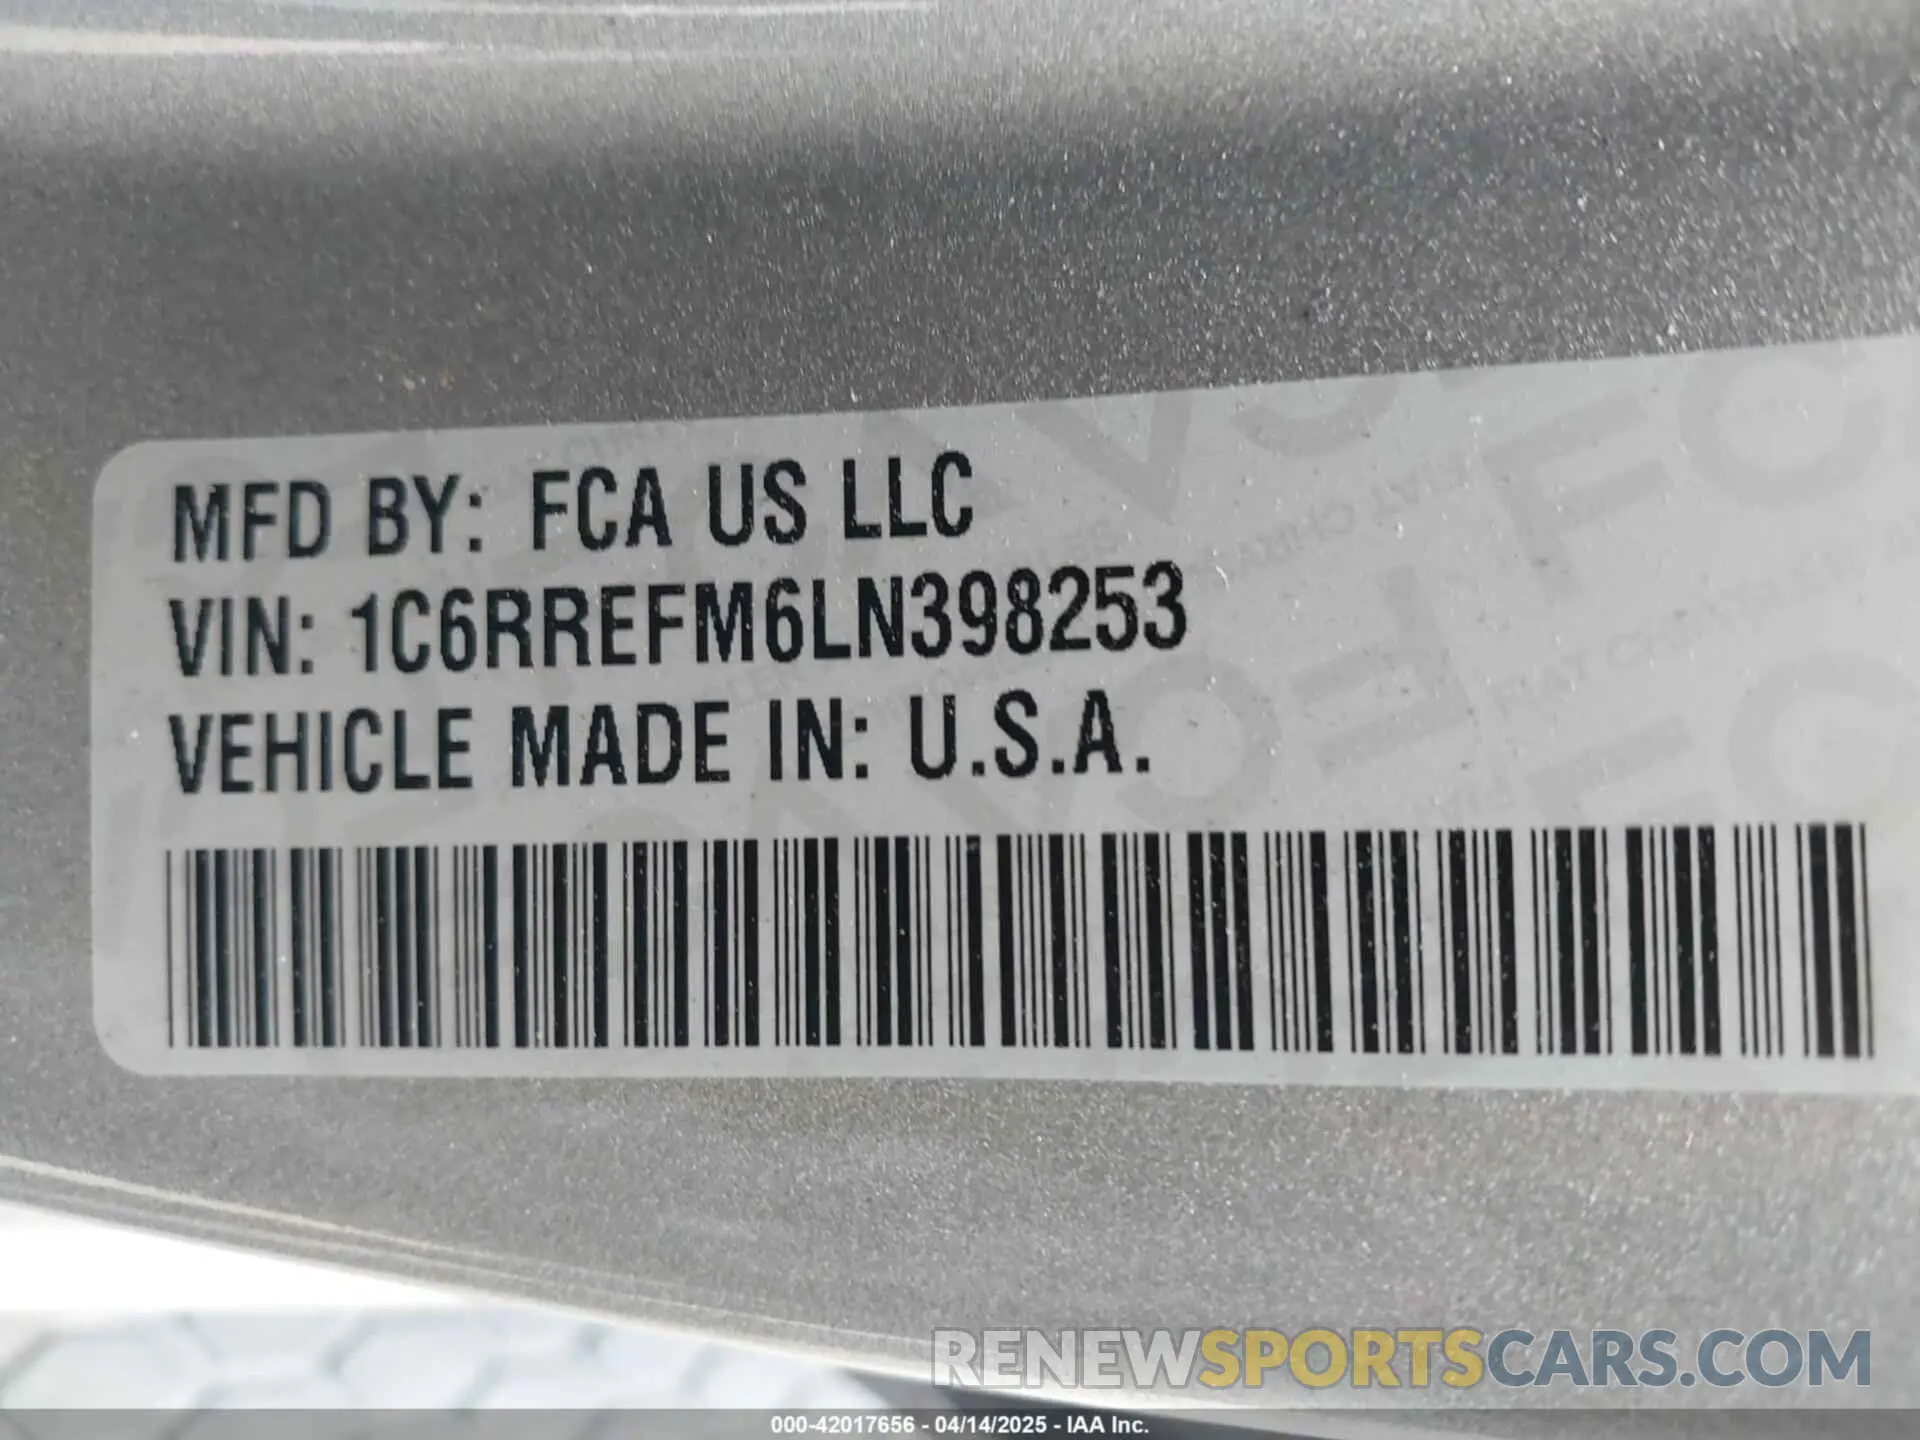 MFD BY: FCA US LLC
VIN: 1C6RREFM6LN398253
VEHICLE MADE IN: U.S.A.
RENEWSPORTSCARS.COM
000-42017656 - 04/14/2025 - IAA Inc.